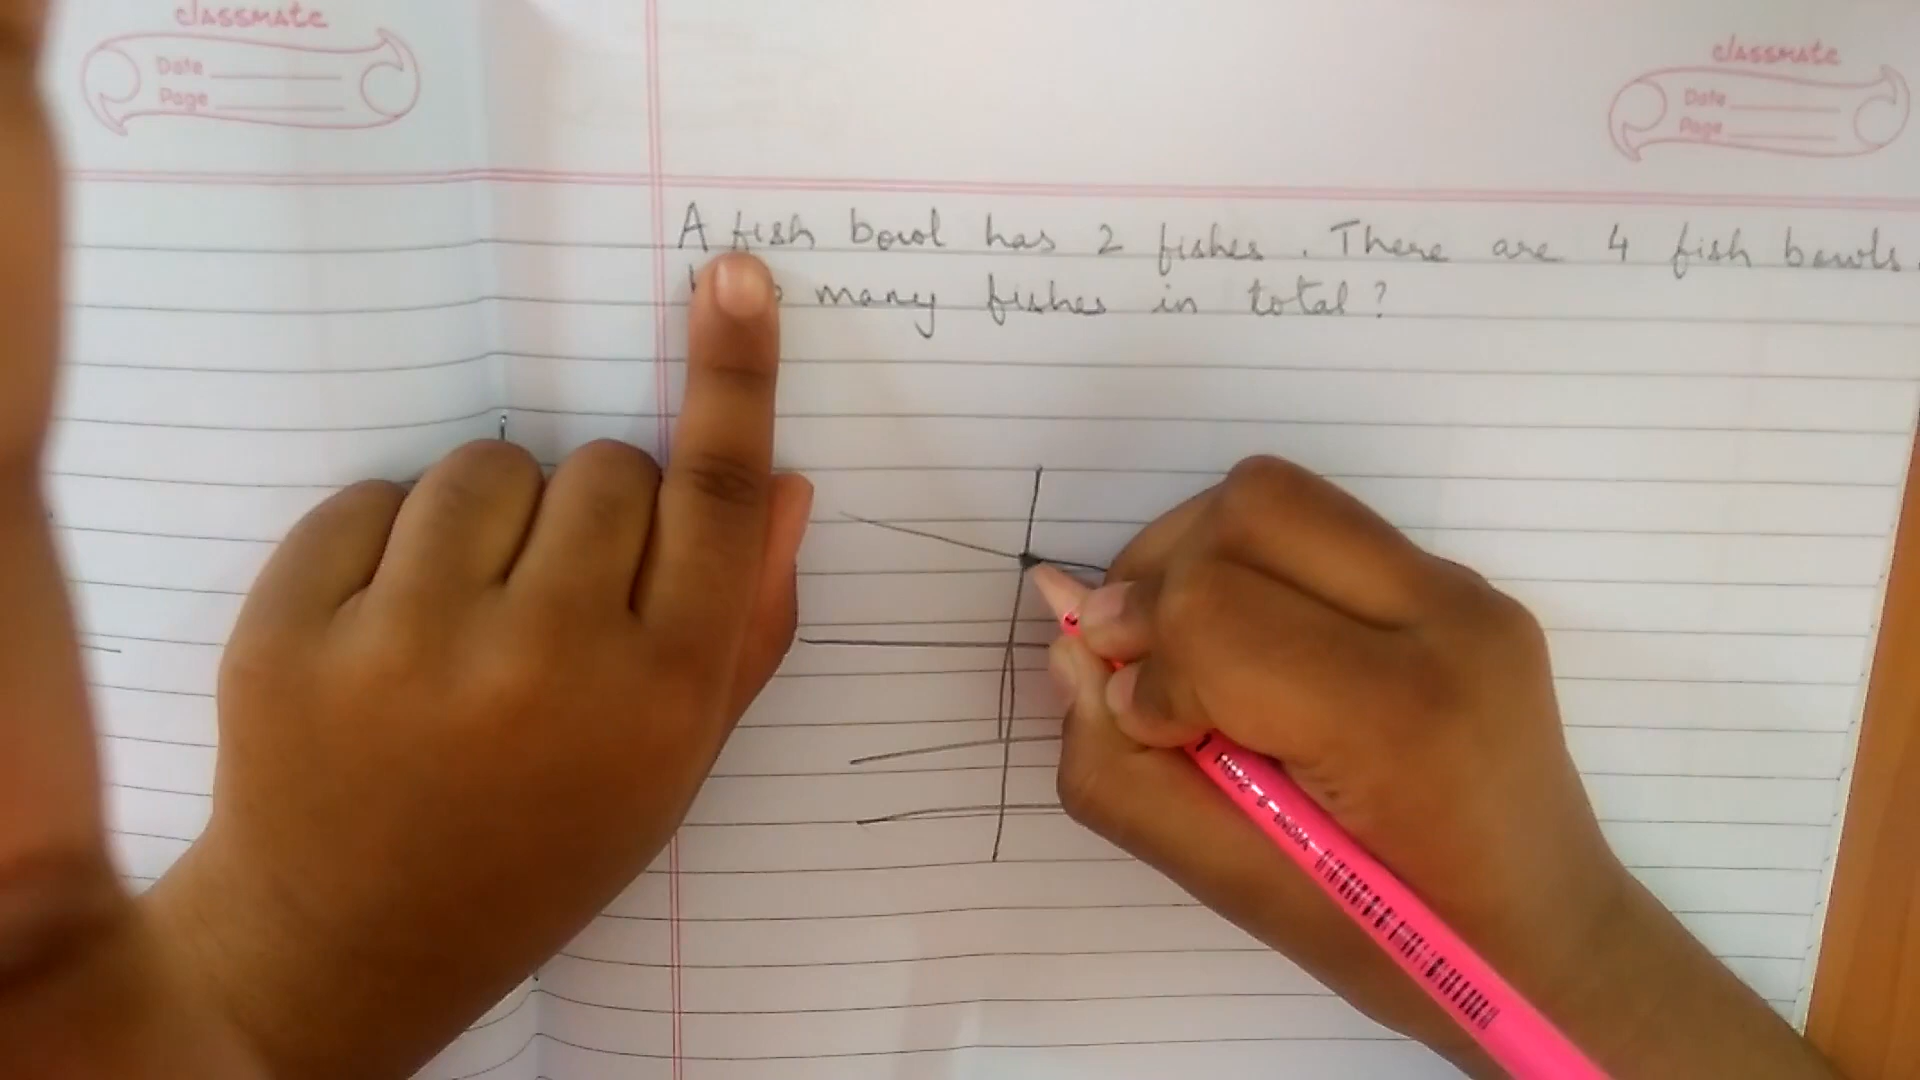 classmate
Date
Page
classmate
Date
Page
A fish bowl has 2 fishes. There are 4 fish bowls.
many fishes in total?
INDIA